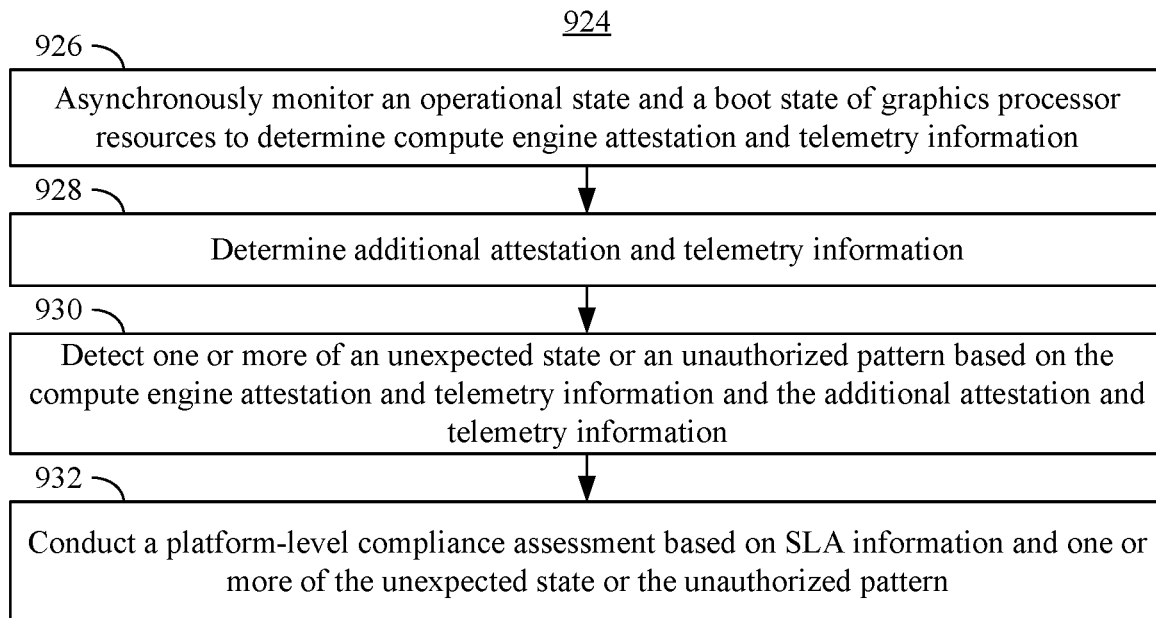 924
926
Asynchronously monitor an operational state and a boot state of graphics processor
resources to determine compute engine attestation and telemetry information
928
Determine additional attestation and telemetry information
930
Detect one or more of an unexpected state or an unauthorized pattern based on the
compute engine attestation and telemetry information and the additional attestation and
telemetry information
932
Conduct a platform-level compliance assessment based on SLA information and one or
more of the unexpected state or the unauthorized pattern